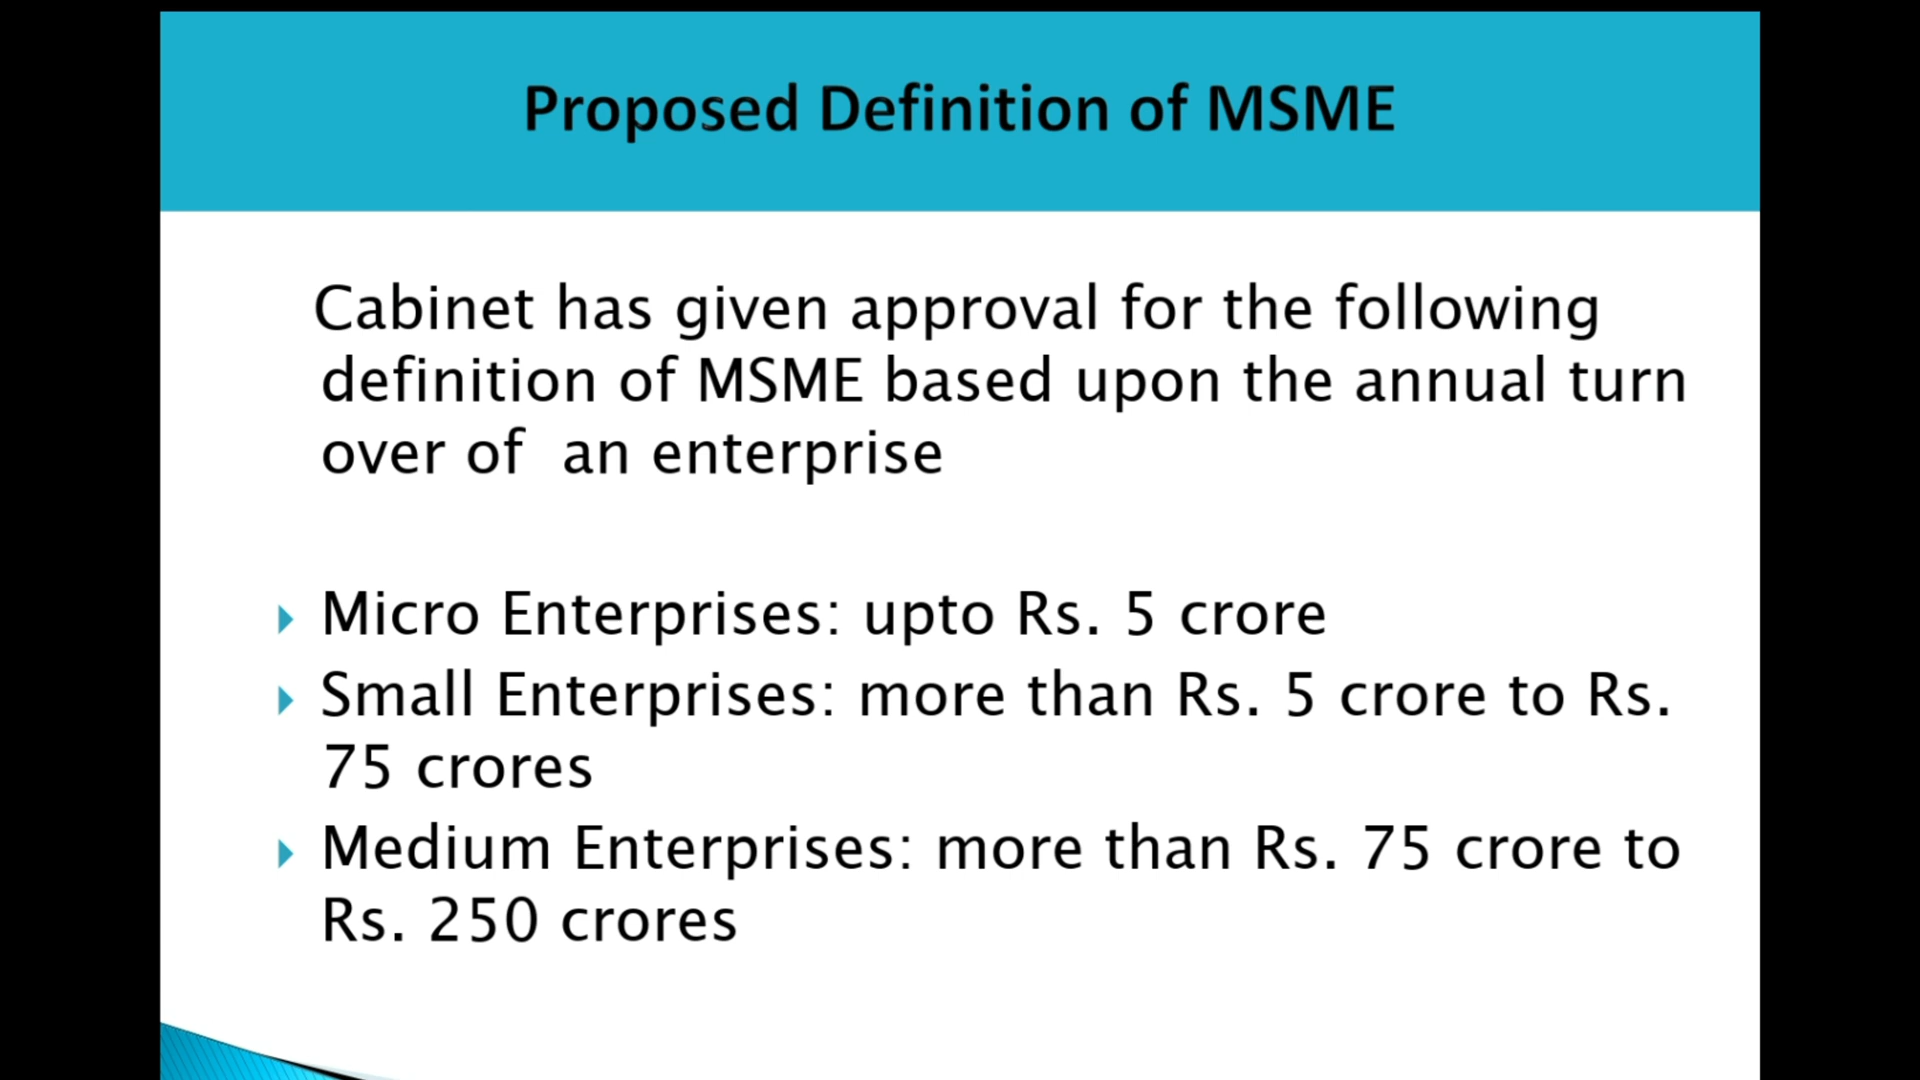 Proposed Definition of MSME
Cabinet has given approval for the following
definition of MSME based upon the annual turn
over of  an enterprise
Micro Enterprises: upto Rs. 5 crore
Small Enterprises: more than Rs. 5 crore to Rs.
75 crores
Medium Enterprises: more than Rs. 75 crore to
Rs. 250 crores